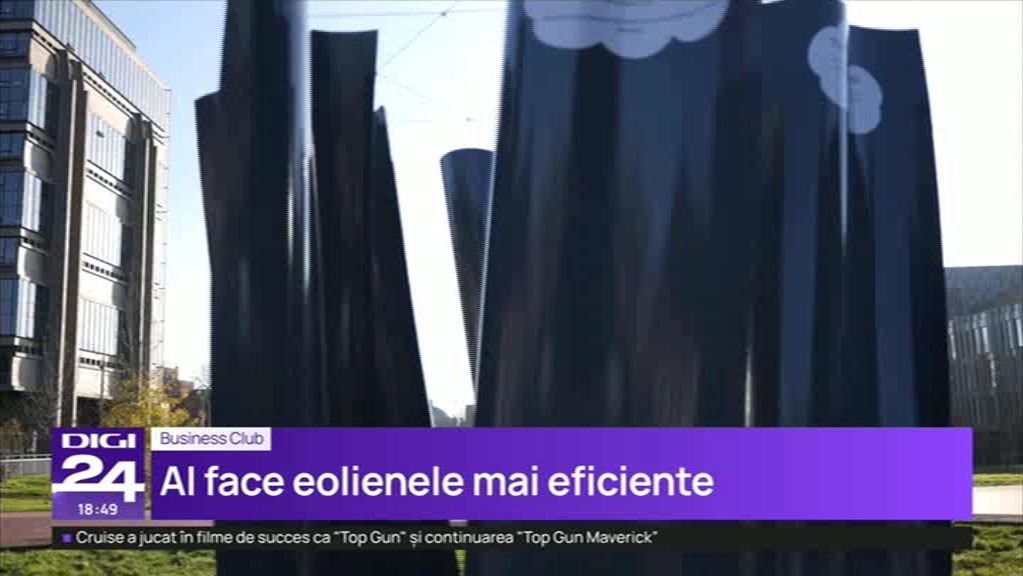 DIGI
24
18:49
Business Club
AI face eolienele mai eficiente
Cruise a jucat în filme de succes ca "Top Gun" și continuarea "Top Gun Maverick"